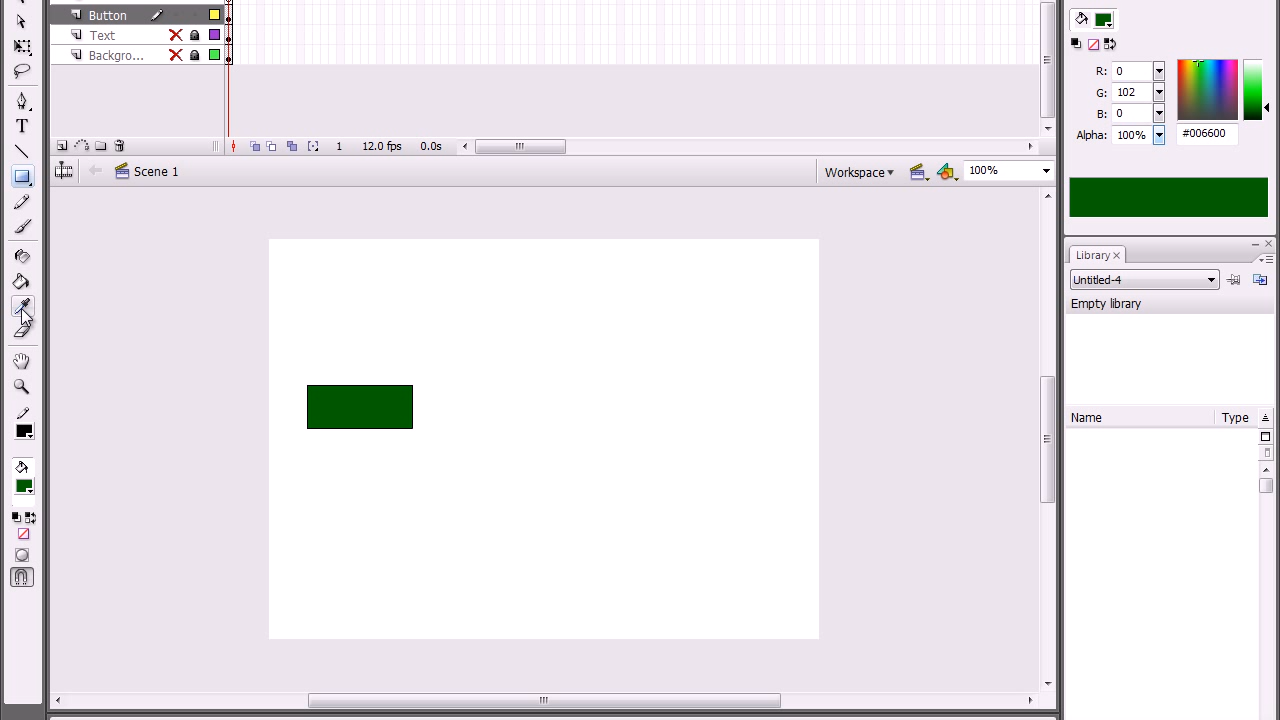 Button
Text
Backgro...
1 12.0 fps 0.0s
Scene 1
Workspace
100%
R: 0
G: 102
B: 0
Alpha: 100% #006600
Library
Untitled-4
Empty library
Name Type
T